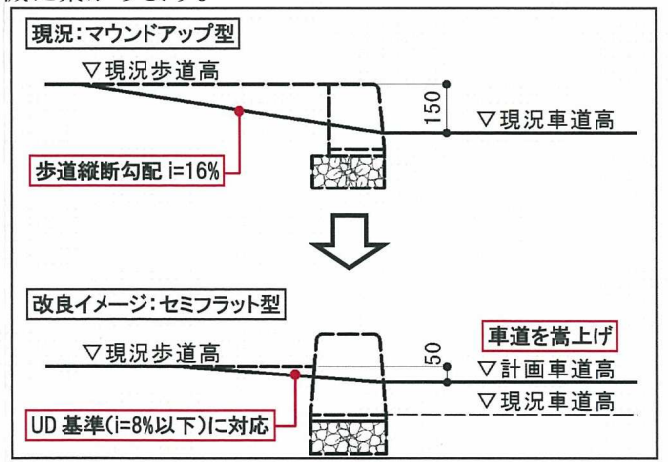 現況：マウンドアップ型
▽現況歩道高
150
▽現況車道高
歩道縦断勾配 i=16%
改良イメージ：セミフラット型
車道を嵩上げ
▽現況歩道高
50
▽計画車道高
▽現況車道高
UD 基準(i=8%以下)に対応